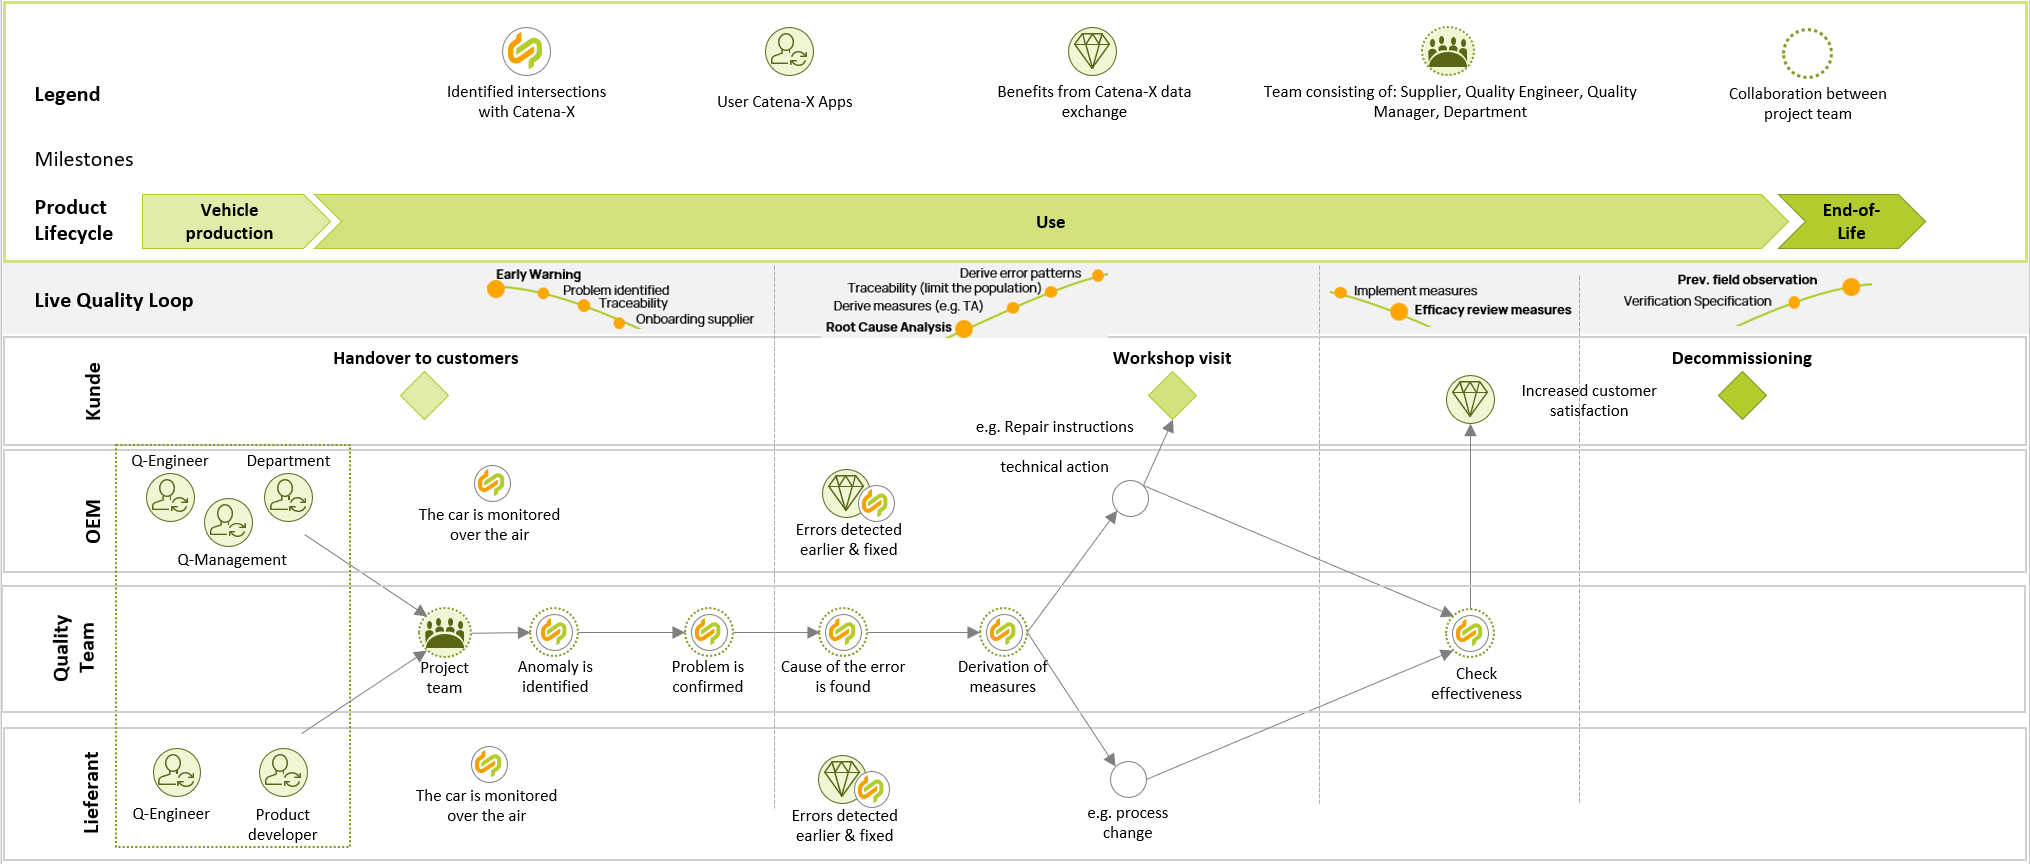 Legend
Identified intersections
with Catena-X
User Catena-X Apps
Benefits from Catena-X data
exchange
Team consisting of: Supplier, Quality Engineer, Quality
Manager, Department
Collaboration between
project team
Milestones
Product
Lifecycle
Vehicle
production
Use
End-of-
Life
Live Quality Loop
Early Warning
Problem identified
Traceability
Onboarding supplier
Derive error patterns
Traceability (limit the population)
Derive measures (e.g. TA)
Root Cause Analysis
Implement measures
Efficacy review measures
Prev. field observation
Verification Specification
Kunde
Handover to customers
Workshop visit
Decommissioning
Increased customer
satisfaction
e.g. Repair instructions
OEM
Q-Engineer
Department
Q-Management
The car is monitored
over the air
Errors detected
earlier & fixed
technical action
Quality
Team
Project
team
Anomaly is
identified
Problem is
confirmed
Cause of the error
is found
Derivation of
measures
Check
effectiveness
Lieferant
Q-Engineer
Product
developer
The car is monitored
over the air
Errors detected
earlier & fixed
e.g. process
change